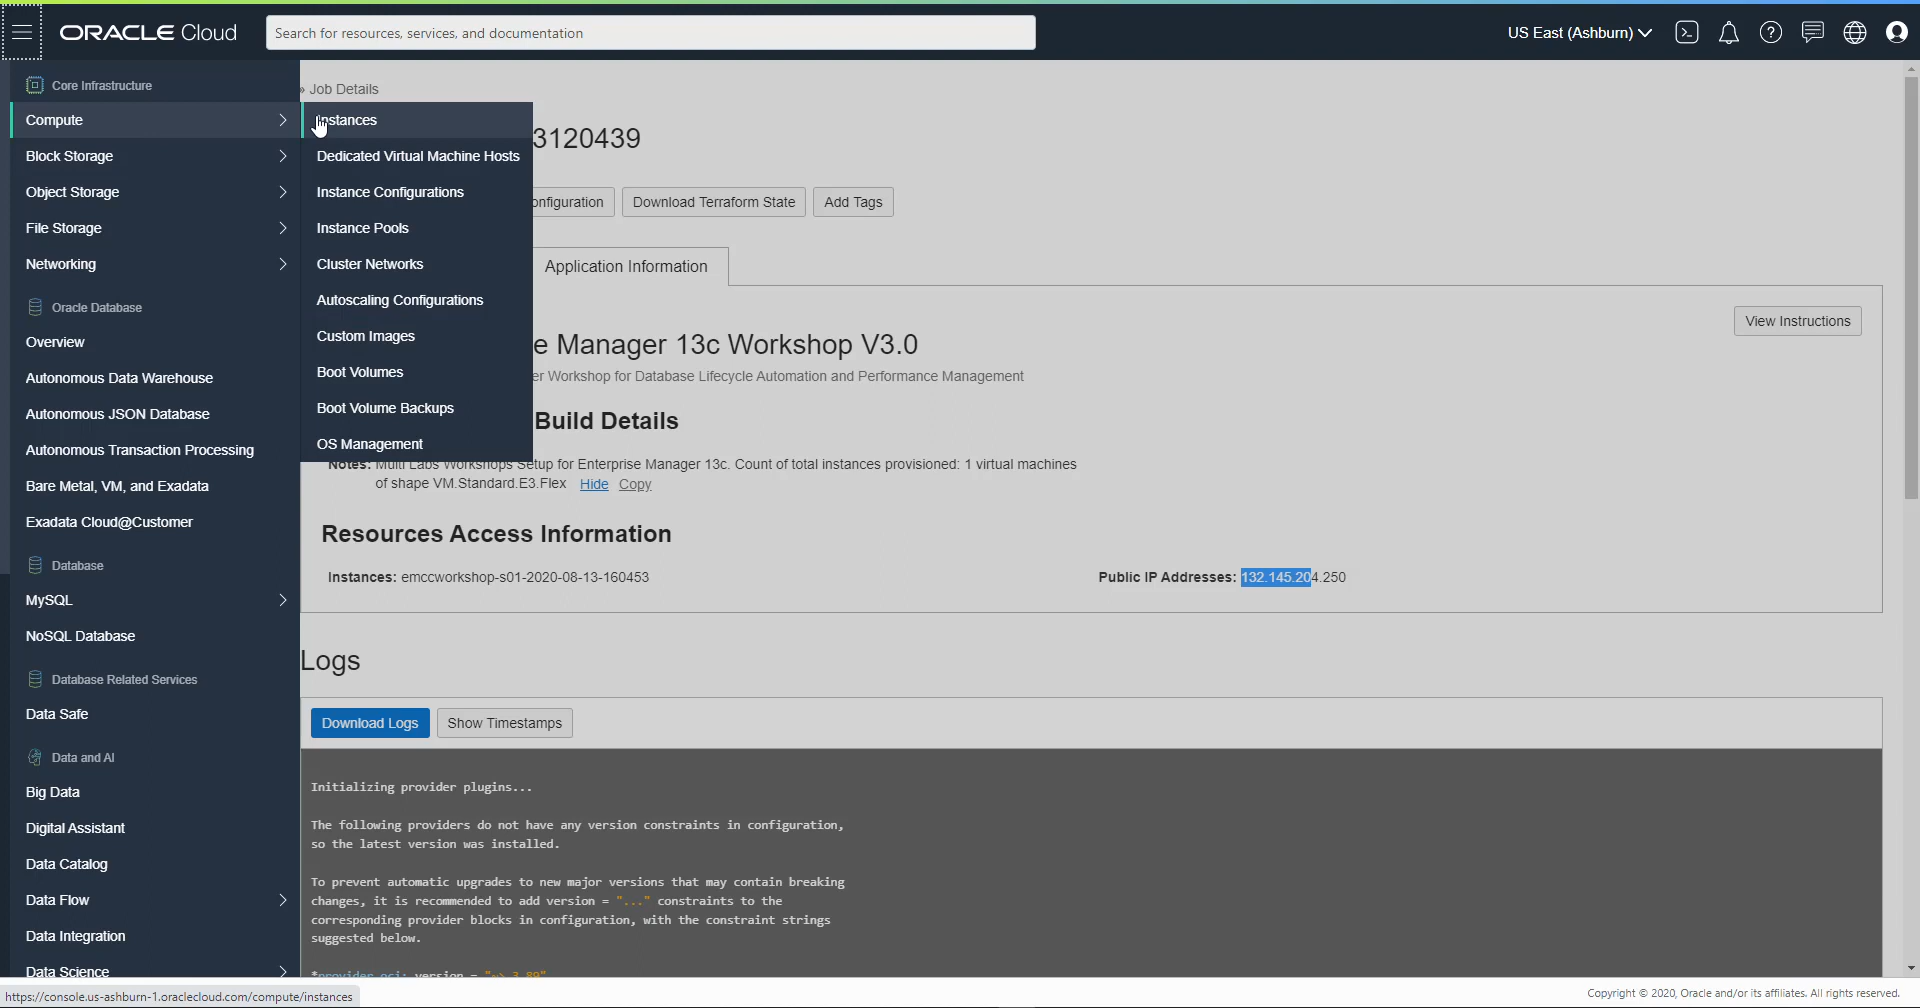 ORACLE Cloud
Search for resources, services, and documentation
US East (Ashburn)
Core Infrastructure
Compute
Block Storage
Object Storage
File Storage
Networking
Oracle Database
Overview
Autonomous Data Warehouse
Autonomous JSON Database
Autonomous Transaction Processing
Bare Metal, VM, and Exadata
Exadata Cloud@Customer
Database
MySQL
NoSQL Database
Database Related Services
Data Safe
Data and AI
Big Data
Digital Assistant
Data Catalog
Data Flow
Data Integration
Data Science
Instances
Dedicated Virtual Machine Hosts
Instance Configurations
Instance Pools
Cluster Networks
Autoscaling Configurations
Custom Images
Boot Volumes
Boot Volume Backups
OS Management
» Job Details
3120439
onfiguration
Download Terraform State
Add Tags
Application Information
View Instructions
e Manager 13c Workshop V3.0
er Workshop for Database Lifecycle Automation and Performance Management
Build Details
Notes: Multi Labs Workshops Setup for Enterprise Manager 13c. Count of total instances provisioned: 1 virtual machines
of shape VM.Standard.E3.Flex Hide Copy
Resources Access Information
Instances: emccworkshop-s01-2020-08-13-160453
Public IP Addresses: 132.145.204.250
Logs
Download Logs
Show Timestamps
Initializing provider plugins...
The following providers do not have any version constraints in configuration,
so the latest version was installed.
To prevent automatic upgrades to new major versions that may contain breaking
changes, it is recommended to add version = "..." constraints to the
corresponding provider blocks in configuration, with the constraint strings
suggested below.
*provider.oci: version = "~> 3.89"
https://console.us-ashburn-1.oraclecloud.com/compute/instances
Copyright © 2020, Oracle and/or its affiliates. All rights reserved.